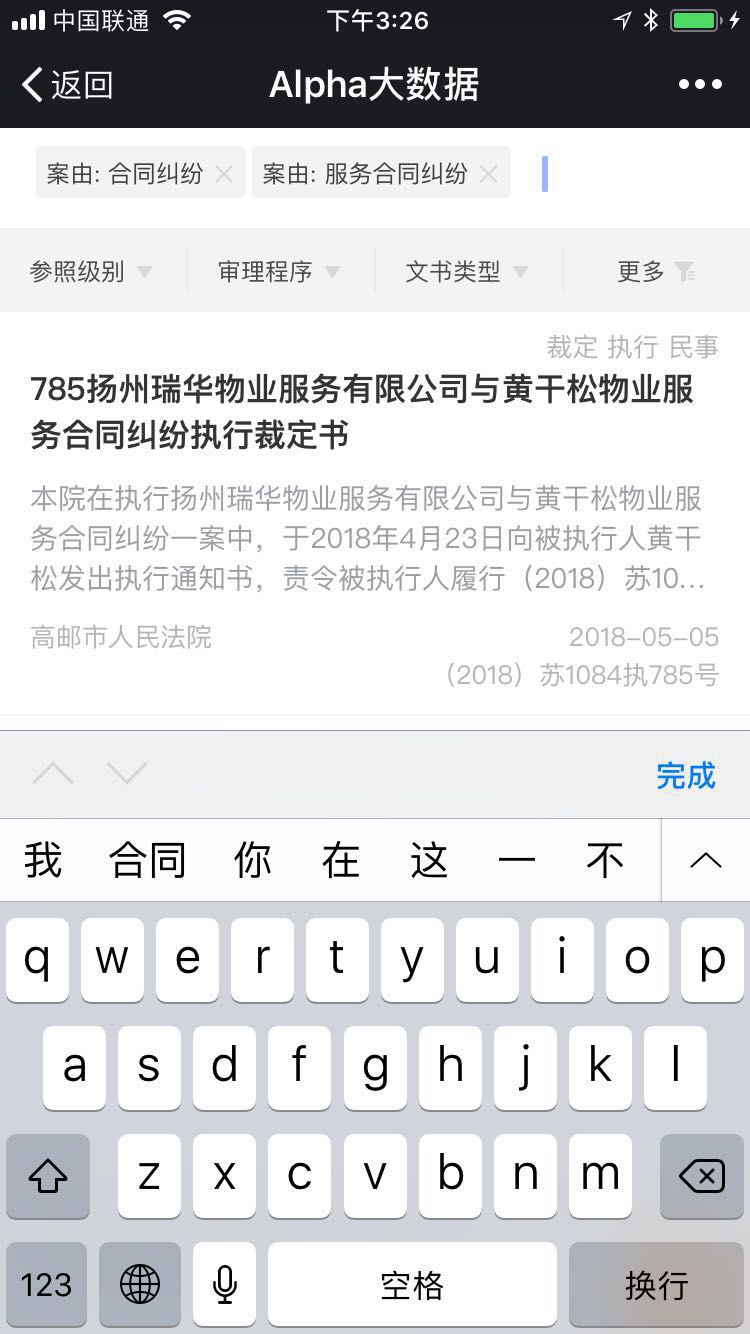 中国联通 下午3:26
返回 Alpha大数据
案由: 合同纠纷 案由: 服务合同纠纷
参照级别 审理程序 文书类型 更多
裁定 执行 民事
785扬州瑞华物业服务有限公司与黄干松物业服
务合同纠纷执行裁定书
本院在执行扬州瑞华物业服务有限公司与黄干松物业服
务合同纠纷一案中，于2018年4月23日向被执行人黄干
松发出执行通知书，责令被执行人履行（2018）苏10...
高邮市人民法院 2018-05-05
（2018）苏1084执785号
完成
我 合同 你 在 这 一 不
q w e r t y u i o p
a s d f g h j k l
z x c v b n m
123 空格 换行